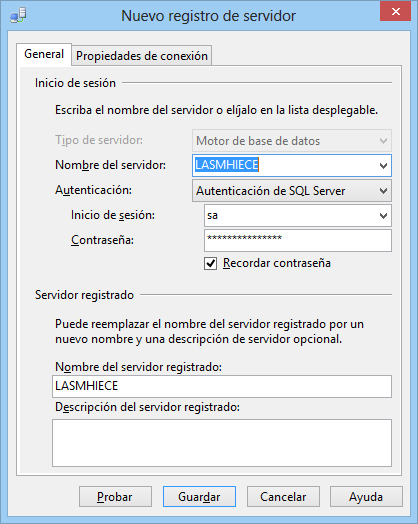 Nuevo registro de servidor
General Propiedades de conexión
Inicio de sesión
Escriba el nombre del servidor o elíjalo en la lista desplegable.
Tipo de servidor: Motor de base de datos
Nombre del servidor: LASMHIECE
Autenticación: Autenticación de SQL Server
Inicio de sesión: sa
Contraseña: ***************
Recordar contraseña
Servidor registrado
Puede reemplazar el nombre del servidor registrado por un
nuevo nombre y una descripción de servidor opcional.
Nombre del servidor registrado:
LASMHIECE
Descripción del servidor registrado:
Probar Guardar Cancelar Ayuda